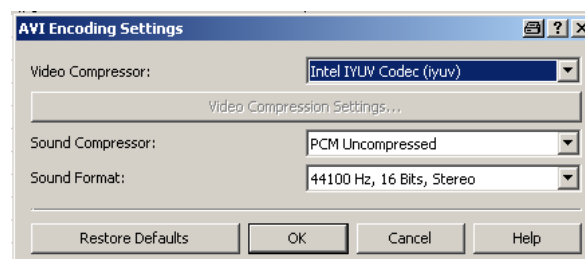 AVI Encoding Settings
Video Compressor: Intel IYUV Codec (iyuv)
Video Compression Settings...
Sound Compressor: PCM Uncompressed
Sound Format: 44100 Hz, 16 Bits, Stereo
Restore Defaults OK Cancel Help